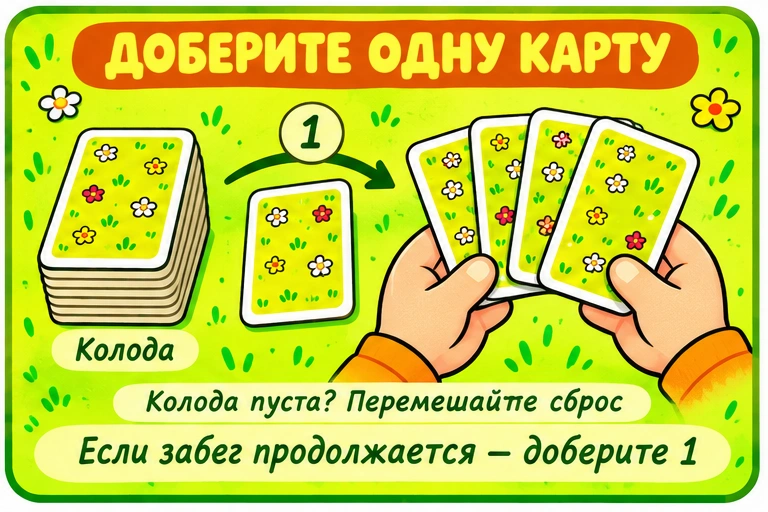 ДОБЕРИТЕ ОДНУ КАРТУ
1
Колода
Колода пуста? Перемешайте сброс
Если забег продолжается — доберите 1